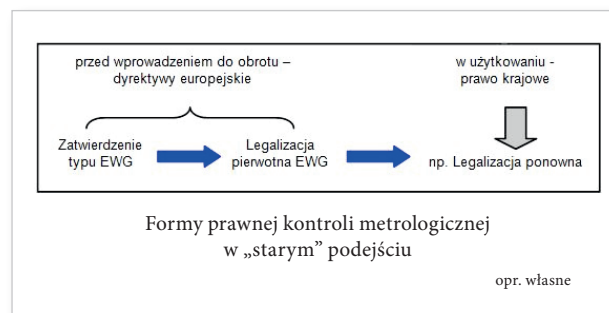 przed wprowadzeniem do obrotu –
dyrektywy europejskie
w użytkowaniu -
prawo krajowe
Zatwierdzenie
typu EWG
Legalizacja
pierwotna EWG
np. Legalizacja ponowna
Formy prawnej kontroli metrologicznej
w „starym” podejściu
opr. własne